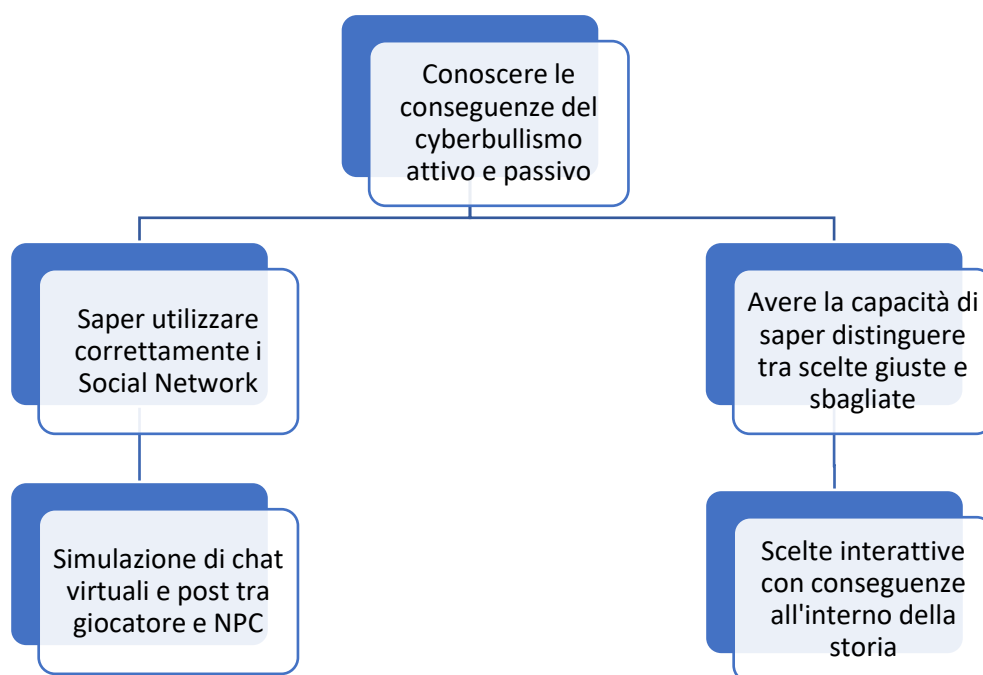 Conoscere le
conseguenze del
cyberbullismo
attivo e passivo
Saper utilizzare
correttamente i
Social Network
Avere la capacità di
saper distinguere
tra scelte giuste e
sbagliate
Simulazione di chat
virtuali e post tra
giocatore e NPC
Scelte interattive
con conseguenze
all'interno della
storia